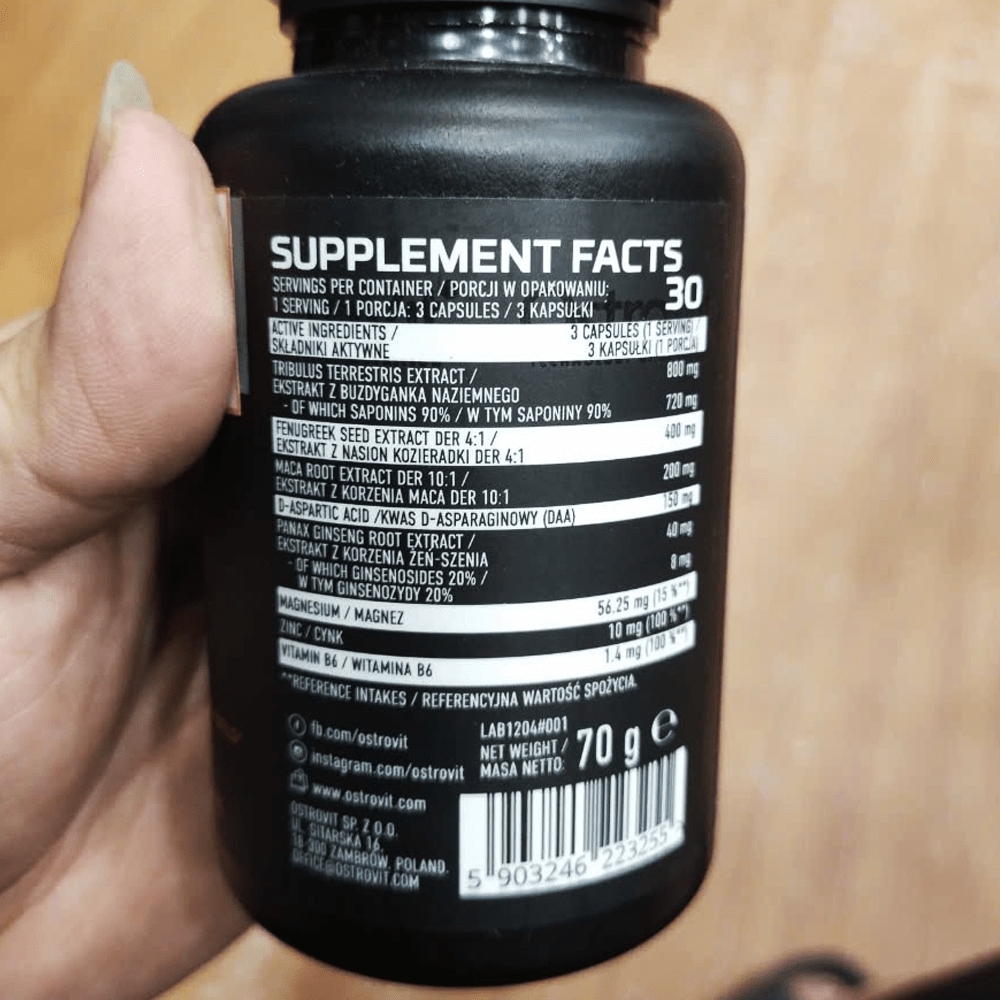 SUPPLEMENT FACTS
SERVINGS PER CONTAINER / PORCJI W OPAKOWANIU: 30
1 SERVING / 1 PORCJA: 3 CAPSULES / 3 KAPSUŁKI
ACTIVE INGREDIENTS / 3 CAPSULES (1 SERVING) /
SKŁADNIKI AKTYWNE 3 KAPSUŁKI (1 PORCJA)
TRIBULUS TERRESTRIS EXTRACT / 800 mg
EKSTRAKT Z BUZDYGANKA NAZIEMNEGO
- OF WHICH SAPONINS 90% / W TYM SAPONINY 90% 720 mg
FENUGREEK SEED EXTRACT DER 4:1 / 400 mg
EKSTRAKT Z NASION KOZIERADKI DER 4:1
MACA ROOT EXTRACT DER 10:1 / 200 mg
EKSTRAKT Z KORZENIA MACA DER 10:1
D-ASPARTIC ACID /KWAS D-ASPARAGINOWY (DAA) 150 mg
PANAX GINSENG ROOT EXTRACT / 40 mg
EKSTRAKT Z KORZENIA ŻEŃ-SZENIA
- OF WHICH GINSENOSIDES 20% / 8 mg
W TYM GINSENOZYDY 20%
MAGNESIUM / MAGNEZ 56.25 mg (15 %**)
ZINC / CYNK 10 mg (100 %**)
VITAMIN B6 / WITAMINA B6 1.4 mg (100 %**)
**REFERENCE INTAKES / REFERENCYJNA WARTOŚĆ SPOŻYCIA.
fb.com/ostrovit
instagram.com/ostrovit
www.ostrovit.com
OSTROVIT SP. Z O.O.
UL. SITARSKA 16,
18-300 ZAMBRÓW, POLAND.
OFFICE@OSTROVIT.COM
LAB1204#001
NET WEIGHT / 70 g e
MASA NETTO:
5 903246 223255